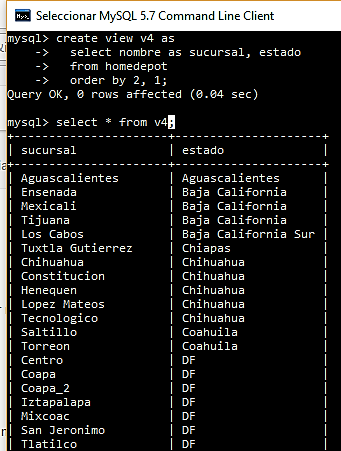 Seleccionar MySQL 5.7 Command Line Client
mysql> create view v4 as
    -> select nombre as sucursal, estado
    -> from homedepot
    -> order by 2, 1;
Query OK, 0 rows affected (0.04 sec)
mysql> select * from v4;
| sucursal | estado |
| Aguascalientes | Aguascalientes |
| Ensenada | Baja California |
| Mexicali | Baja California |
| Tijuana | Baja California |
| Los Cabos | Baja California Sur |
| Tuxtla Gutierrez | Chiapas |
| Chihuahua | Chihuahua |
| Constitucion | Chihuahua |
| Henequen | Chihuahua |
| Lopez Mateos | Chihuahua |
| Tecnologico | Chihuahua |
| Saltillo | Coahuila |
| Torreon | Coahuila |
| Centro | DF |
| Coapa | DF |
| Coapa_2 | DF |
| Iztapalapa | DF |
| Mixcoac | DF |
| San Jeronimo | DF |
| Tlatilco | DF |